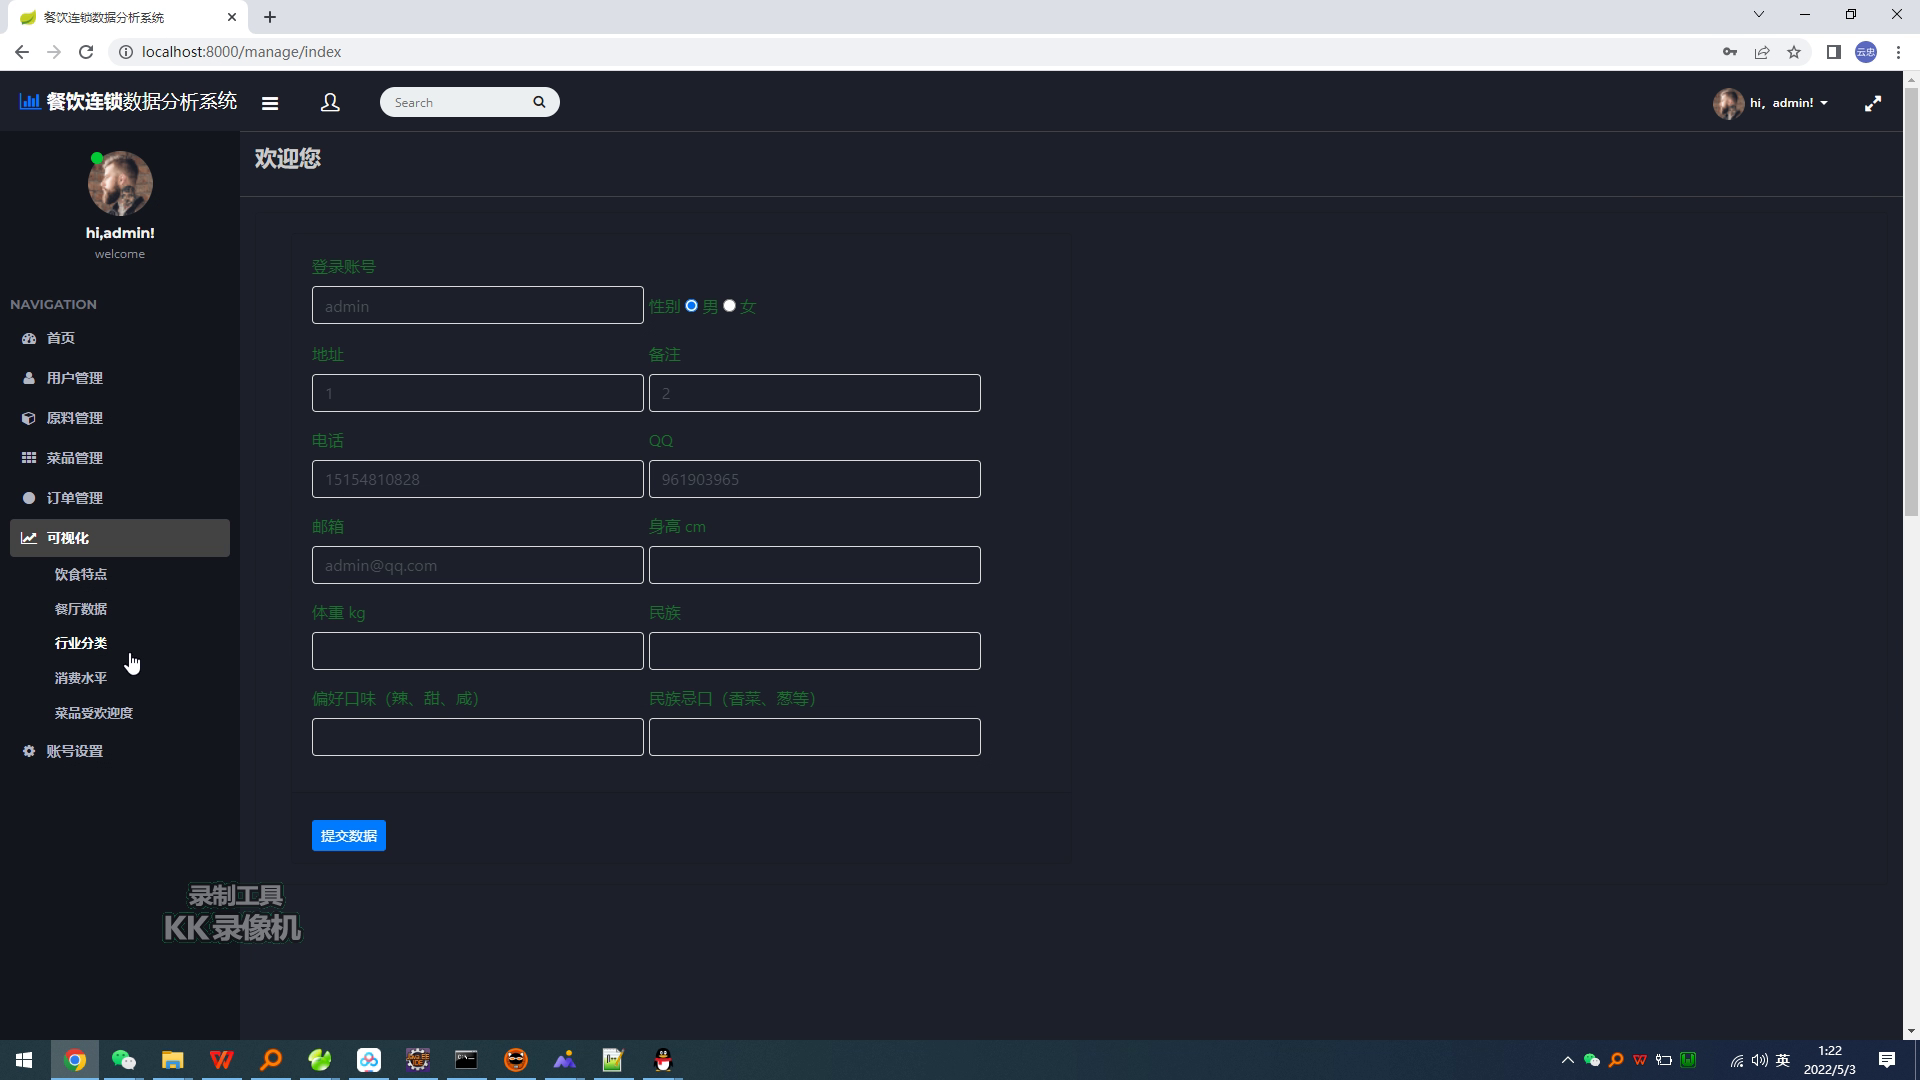 餐饮连锁数据分析系统
localhost:8000/manage/index
云忠
餐饮连锁数据分析系统
Search
hi, admin!
hi,admin!
welcome
NAVIGATION
首页
用户管理
原料管理
菜品管理
订单管理
可视化
饮食特点
餐厅数据
行业分类
消费水平
菜品受欢迎度
账号设置
欢迎您
登录账号
admin 性别 男 女
地址 备注
1 2
电话 QQ
15154810828 961903965
邮箱 身高 cm
admin@qq.com
体重 kg 民族
偏好口味（辣、甜、咸） 民族忌口（香菜、葱等）
提交数据
录制工具
KK录像机
英
1:22
2022/5/3